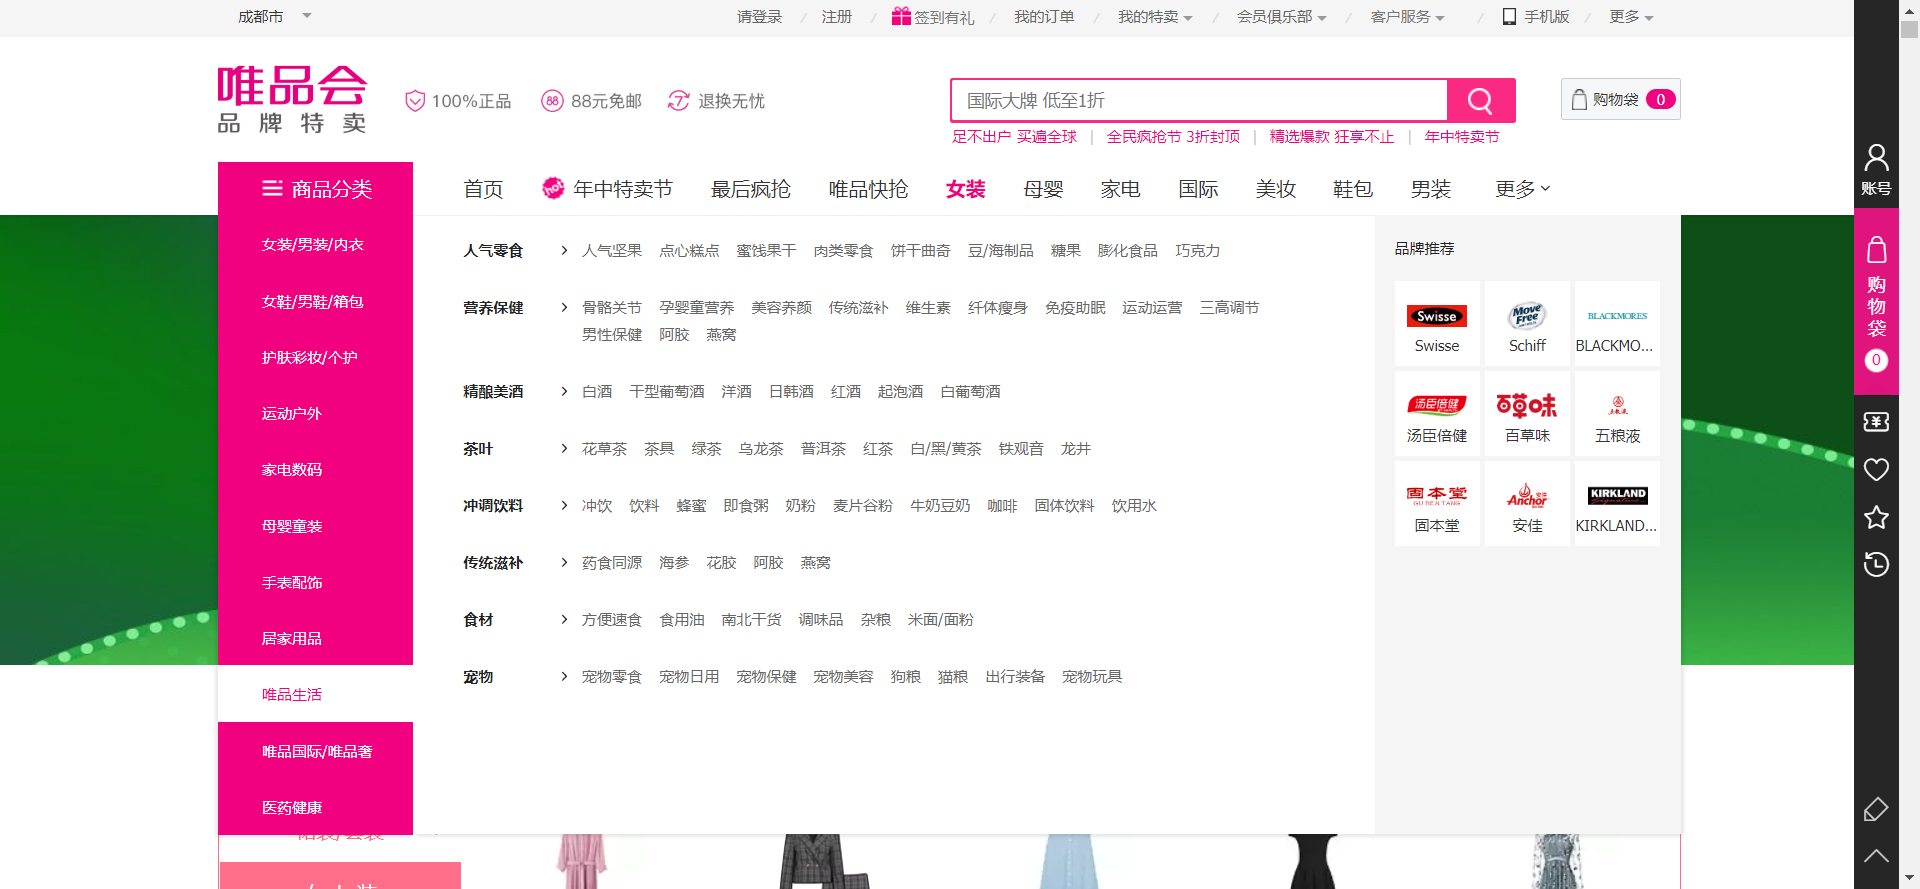 成都市
请登录 / 注册 / 签到有礼 / 我的订单 / 我的特卖 / 会员俱乐部 / 客户服务 / 手机版 / 更多
唯品会
品牌特卖
100%正品 88元免邮 退换无忧
国际大牌 低至1折
购物袋 0
足不出户 买遍全球 | 全民疯抢节 3折封顶 | 精选爆款 狂享不止 | 年中特卖节
商品分类
首页 hot 年中特卖节 最后疯抢 唯品快抢 女装 母婴 家电 国际 美妆 鞋包 男装 更多
女装/男装/内衣
女鞋/男鞋/箱包
护肤彩妆/个护
运动户外
家电数码
母婴童装
手表配饰
居家用品
唯品生活
唯品国际/唯品奢
医药健康
人气零食 > 人气坚果 点心糕点 蜜饯果干 肉类零食 饼干曲奇 豆/海制品 糖果 膨化食品 巧克力
营养保健 > 骨骼关节 孕婴童营养 美容养颜 传统滋补 维生素 纤体瘦身 免疫助眠 运动运营 三高调节
男性保健 阿胶 燕窝
精酿美酒 > 白酒 干型葡萄酒 洋酒 日韩酒 红酒 起泡酒 白葡萄酒
茶叶 > 花草茶 茶具 绿茶 乌龙茶 普洱茶 红茶 白/黑/黄茶 铁观音 龙井
冲调饮料 > 冲饮 饮料 蜂蜜 即食粥 奶粉 麦片谷粉 牛奶豆奶 咖啡 固体饮料 饮用水
传统滋补 > 药食同源 海参 花胶 阿胶 燕窝
食材 > 方便速食 食用油 南北干货 调味品 杂粮 米面/面粉
宠物 > 宠物零食 宠物日用 宠物保健 宠物美容 狗粮 猫粮 出行装备 宠物玩具
品牌推荐
Swisse Move Free BLACKMORES
Swisse Schiff BLACKMO...
汤臣倍健 百草味 五粮液
汤臣倍健 百草味 五粮液
固本堂 Anchor 安佳 KIRKLAND
GU BEN TANG Signature
固本堂 安佳 KIRKLAND...
账号
购物袋
0